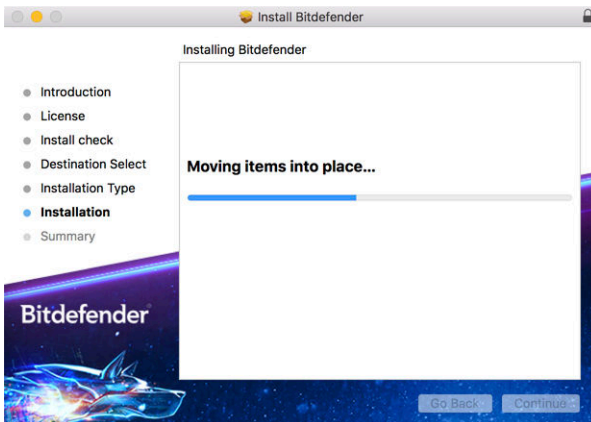 Install Bitdefender
Installing Bitdefender
Introduction
License
Install check
Destination Select
Installation Type
Installation
Summary
Moving items into place...
Bitdefender
Go Back
Continue